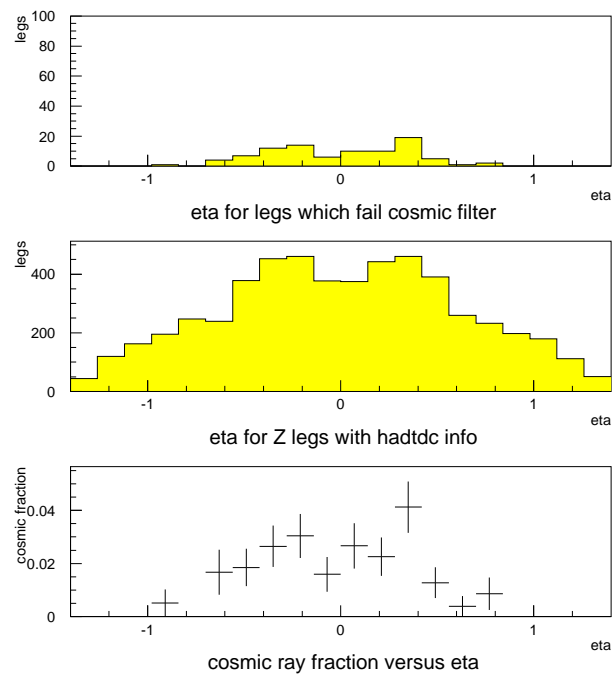 legs
100
80
60
40
20
0
-1 0 1
eta
eta for legs which fail cosmic filter
legs
400
200
0
-1 0 1
eta
eta for Z legs with hadtdc info
cosmic fraction
0.04
0.02
0
-1 0 1
eta
cosmic ray fraction versus eta